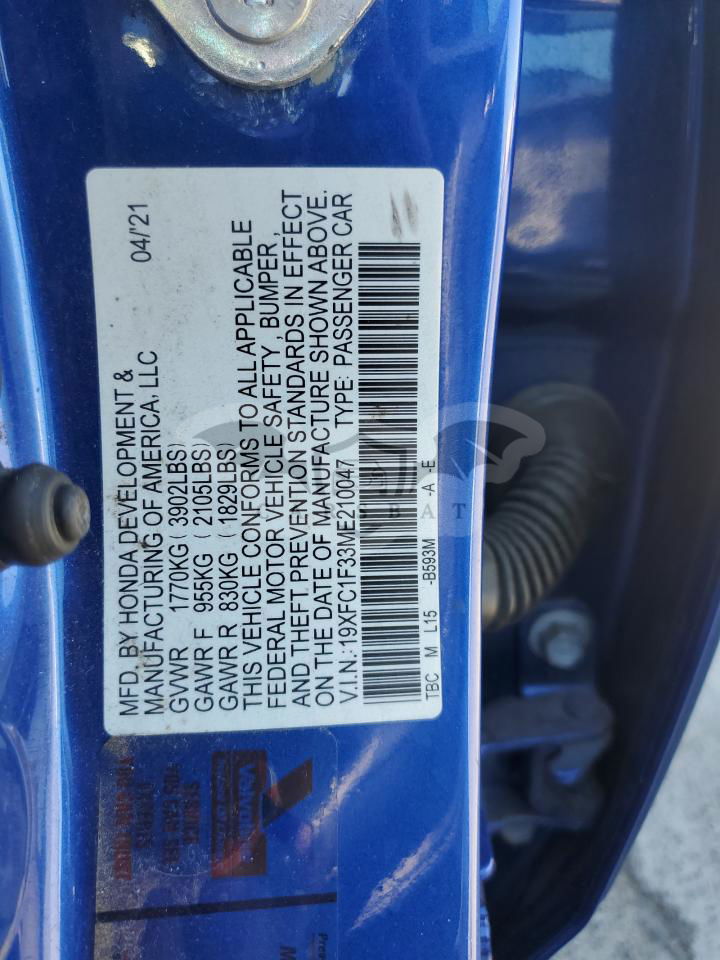 MFD. BY HONDA DEVELOPMENT & 04/'21
MANUFACTURING OF AMERICA, LLC
GVWR 1770KG (3902LBS)
GAWR F 955KG (2105LBS)
GAWR R 830KG (1829LBS)
THIS VEHICLE CONFORMS TO ALL APPLICABLE
FEDERAL MOTOR VEHICLE SAFETY, BUMPER,
AND THEFT PREVENTION STANDARDS IN EFFECT
ON THE DATE OF MANUFACTURE SHOWN ABOVE.
V.I.N.:19XFC1F33ME210047 TYPE: PASSENGER CAR
TBC M L15 -B593M -A -E